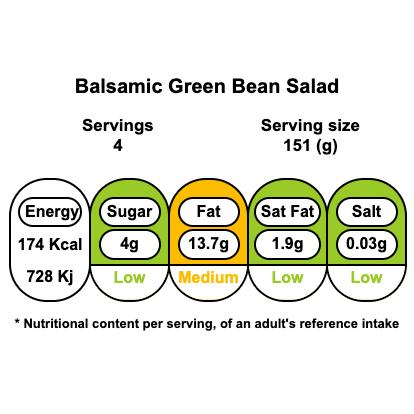 Balsamic Green Bean Salad
Servings Serving size
4 151 (g)
Energy Sugar Fat Sat Fat Salt
174 Kcal 4g 13.7g 1.9g 0.03g
728 Kj Low Medium Low Low
* Nutritional content per serving, of an adult's reference intake